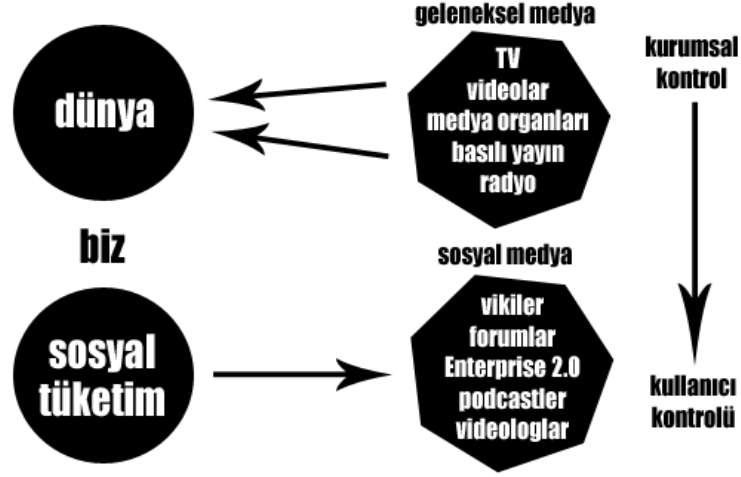 geleneksel medya
dünya
TV
videolar
medya organları
basılı yayın
radyo
kurumsal
kontrol
biz
sosyal medya
sosyal
tüketim
vikiler
forumlar
Enterprise 2.0
podcastler
videologlar
kullanıcı
kontrolü